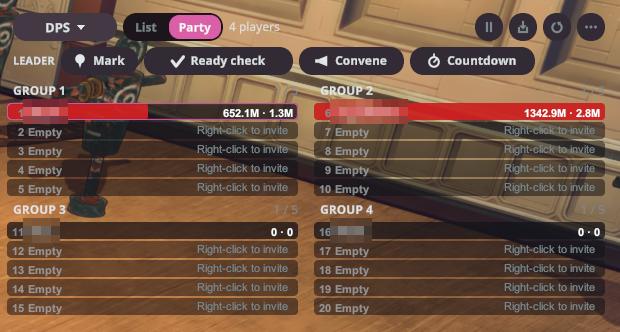 DPS List Party 4 players
LEADER Mark Ready check Convene Countdown
GROUP 1
1 652.1M · 1.3M
2 Empty Right-click to invite
3 Empty Right-click to invite
4 Empty Right-click to invite
5 Empty Right-click to invite
GROUP 2
6 1342.9M · 2.8M
7 Empty Right-click to invite
8 Empty Right-click to invite
9 Empty Right-click to invite
10 Empty Right-click to invite
GROUP 3 1 / 5
11 0 · 0
12 Empty Right-click to invite
13 Empty Right-click to invite
14 Empty Right-click to invite
15 Empty Right-click to invite
GROUP 4 1 / 5
16 0 · 0
17 Empty Right-click to invite
18 Empty Right-click to invite
19 Empty Right-click to invite
20 Empty Right-click to invite